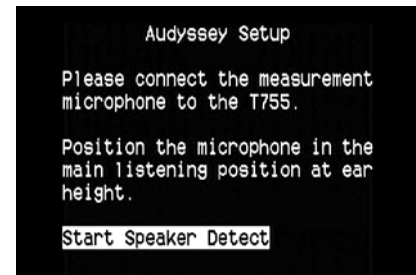 Audyssey Setup
Please connect the measurement
microphone to the T755.
Position the microphone in the
main listening position at ear
height.
Start Speaker Detect